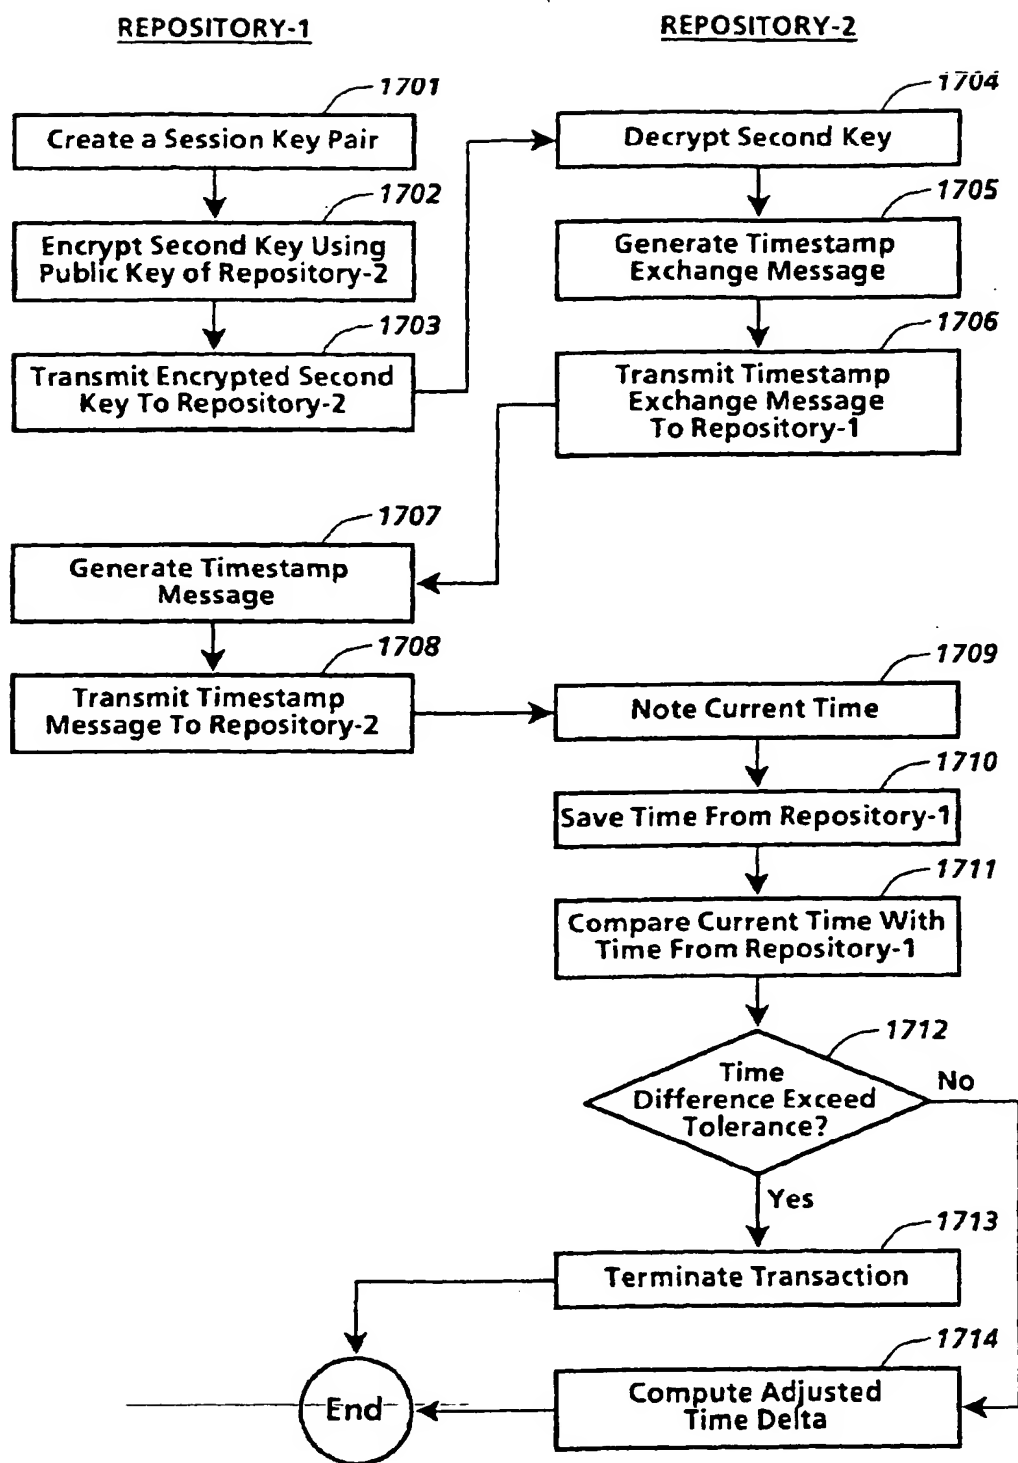 REPOSITORY-1
REPOSITORY-2
1701
Create a Session Key Pair
1702
Encrypt Second Key Using
Public Key of Repository-2
1703
Transmit Encrypted Second
Key To Repository-2
1704
Decrypt Second Key
1705
Generate Timestamp
Exchange Message
1706
Transmit Timestamp
Exchange Message
To Repository-1
1707
Generate Timestamp
Message
1708
Transmit Timestamp
Message To Repository-2
1709
Note Current Time
1710
Save Time From Repository-1
1711
Compare Current Time With
Time From Repository-1
1712
Time
Difference Exceed
Tolerance?
No
Yes
1713
Terminate Transaction
1714
Compute Adjusted
Time Delta
End